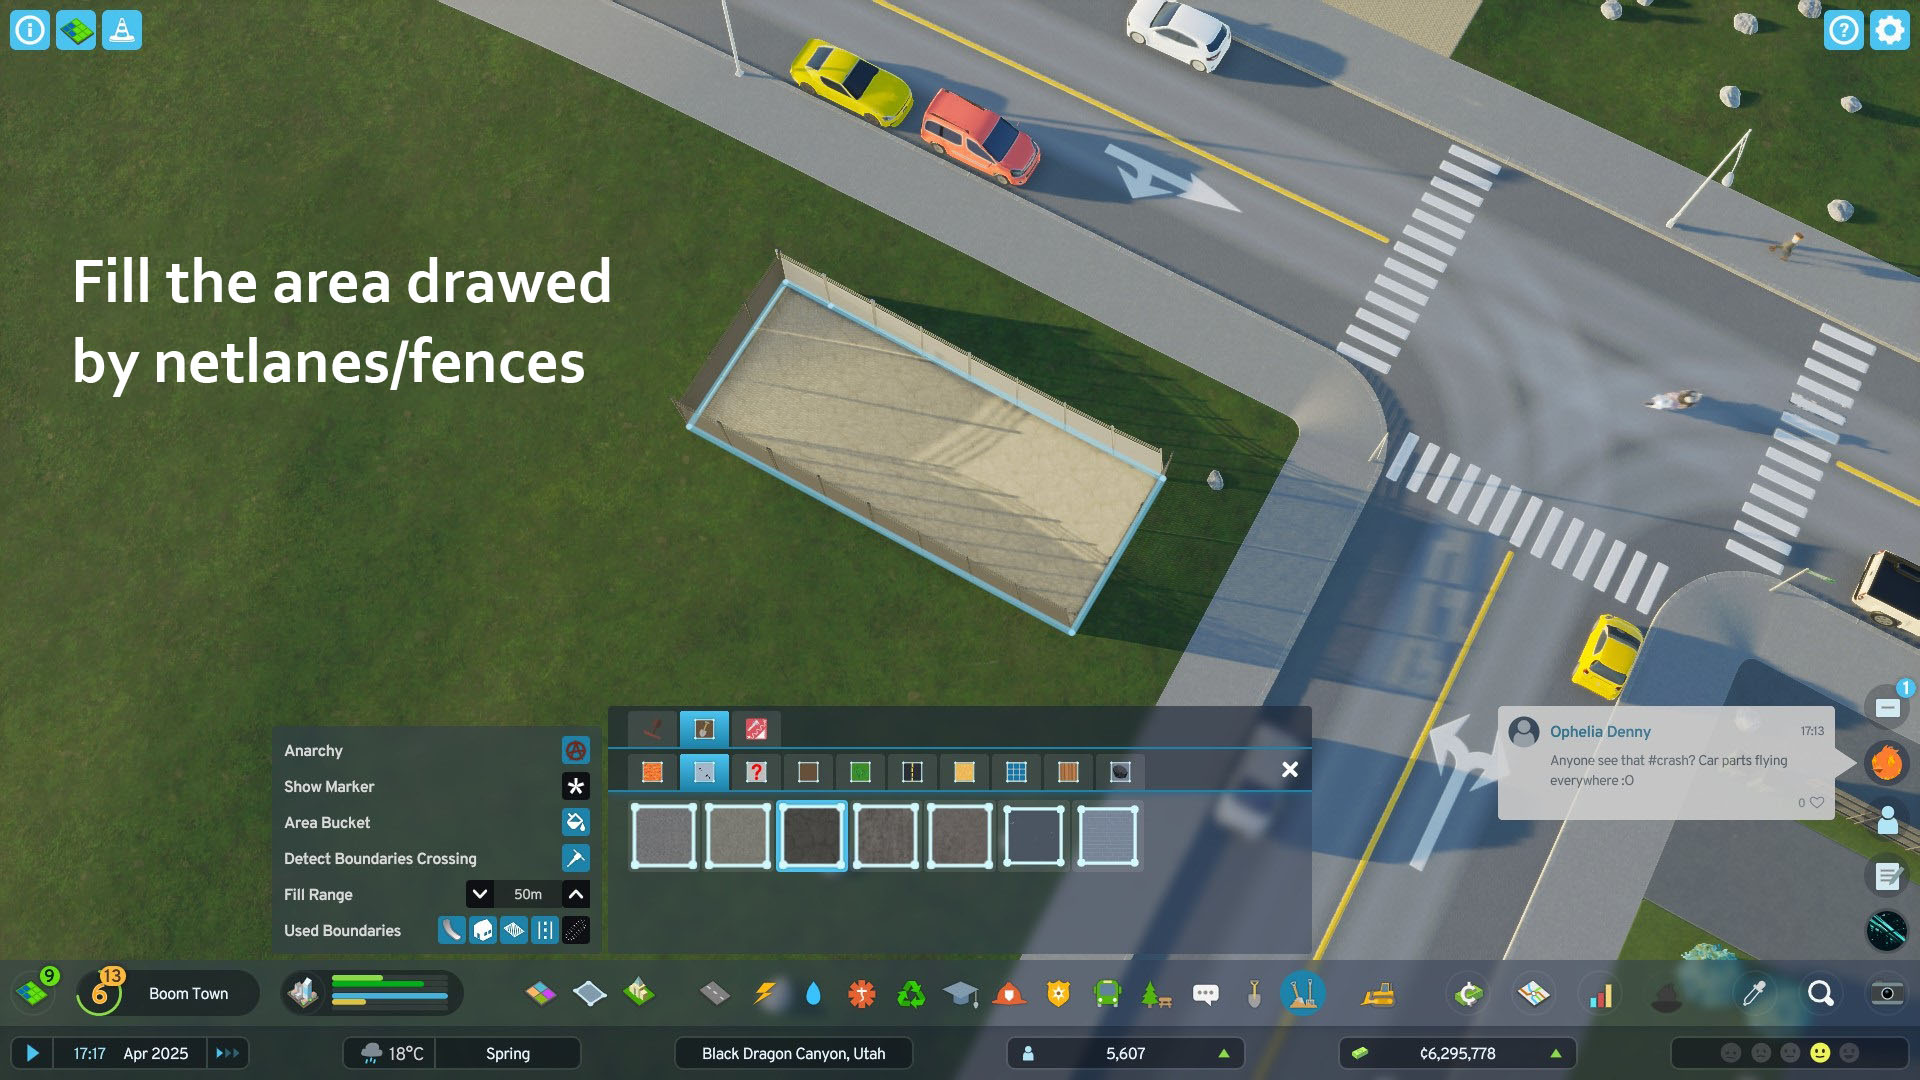 Fill the area drawed
by netlanes/fences
Anarchy
Show Marker
Area Bucket
Detect Boundaries Crossing
Fill Range
50m
Used Boundaries
1
Ophelia Denny
17:13
Anyone see that #crash? Car parts flying
everywhere :O
0
9
13
6
Boom Town
17:17
Apr 2025
18°C
Spring
Black Dragon Canyon, Utah
5,607
¢6,295,778